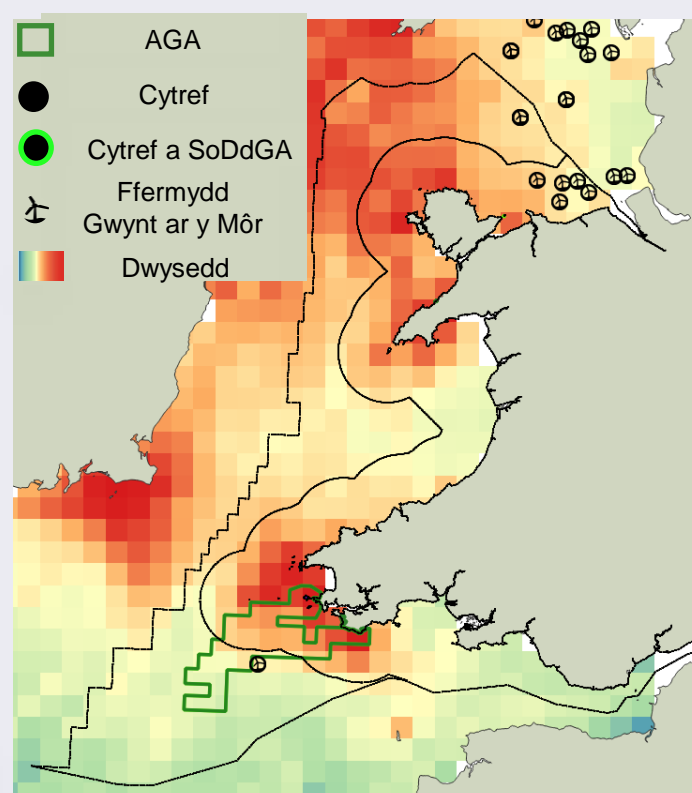 AGA
Cytref
Cytref a SoDdGA
Ffermydd
Gwynt ar y Môr
Dwysedd